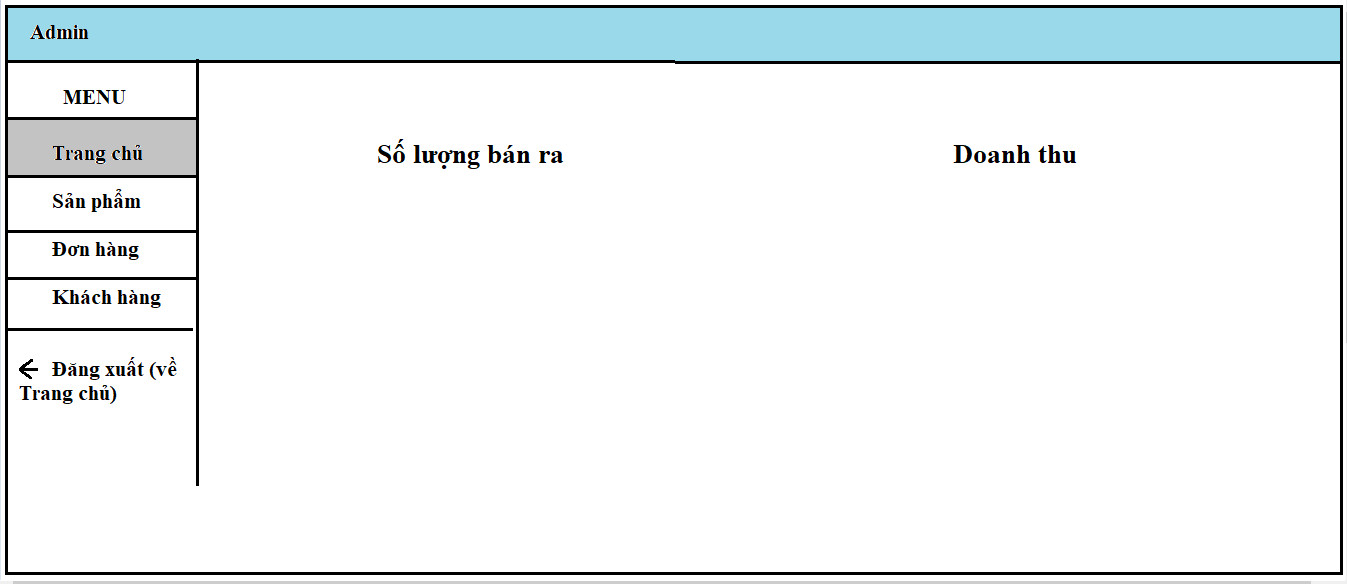 Admin
MENU
Trang chủ
Sản phẩm
Đơn hàng
Khách hàng
Đăng xuất (về
Trang chủ)
Số lượng bán ra
Doanh thu